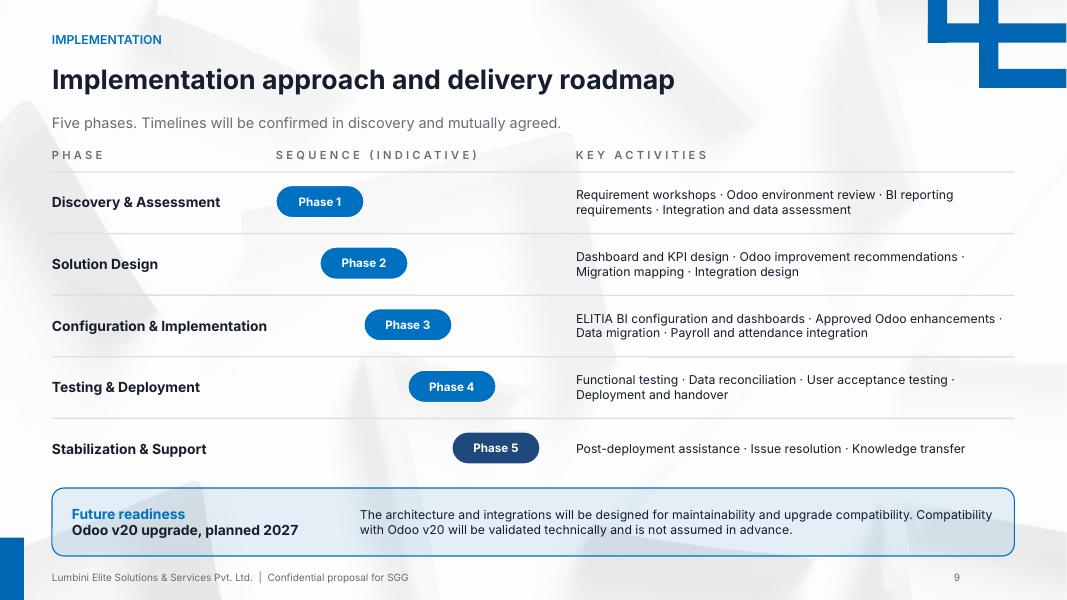 IMPLEMENTATION
Implementation approach and delivery roadmap
Five phases. Timelines will be confirmed in discovery and mutually agreed.
PHASE SEQUENCE (INDICATIVE) KEY ACTIVITIES
Discovery & Assessment
Phase 1
Requirement workshops · Odoo environment review · BI reporting
requirements · Integration and data assessment
Solution Design
Phase 2
Dashboard and KPI design · Odoo improvement recommendations ·
Migration mapping · Integration design
Configuration & Implementation
Phase 3
ELITIA BI configuration and dashboards · Approved Odoo enhancements ·
Data migration · Payroll and attendance integration
Testing & Deployment
Phase 4
Functional testing · Data reconciliation · User acceptance testing ·
Deployment and handover
Stabilization & Support
Phase 5
Post-deployment assistance · Issue resolution · Knowledge transfer
Future readiness
Odoo v20 upgrade, planned 2027
The architecture and integrations will be designed for maintainability and upgrade compatibility. Compatibility
with Odoo v20 will be validated technically and is not assumed in advance.
Lumbini Elite Solutions & Services Pvt. Ltd. | Confidential proposal for SGG 9